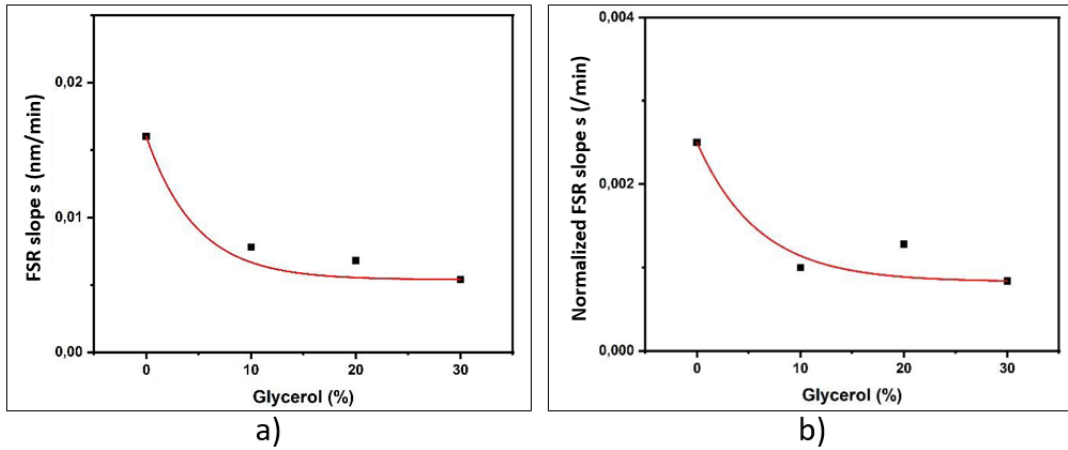 FSR slope s (nm/min)
0,02
0,01
0,00
0
10
20
30
Glycerol (%)
a)
Normalized FSR slope s (/min)
0,004
0,002
0,000
0
10
20
30
Glycerol (%)
b)